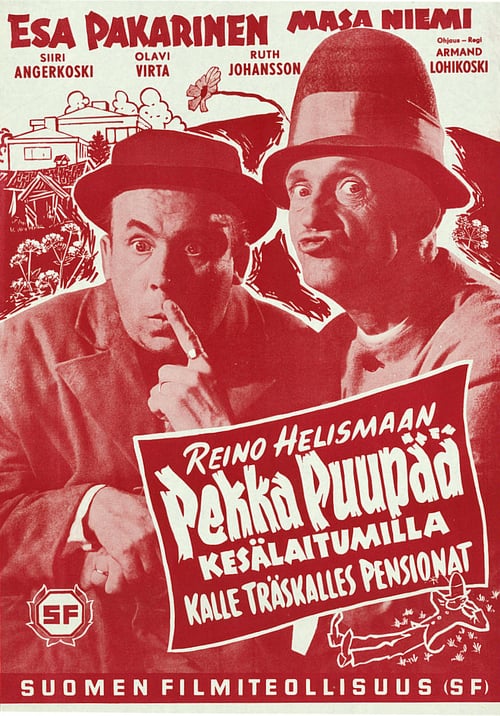 ESA PAKARINEN
MASA NIEMI
SIIRI
ANGERKOSKI
OLAVI
VIRTA
RUTH
JOHANSSON
Ohjaus - Regi
ARMAND
LOHIKOSKI
REINO HELISMAAN
PEKKA PUUPÄÄ
KESÄLAITUMILLA
KALLE TRÄSKALLES PENSIONAT
SF
SUOMEN FILMITEOLLISUUS (SF)